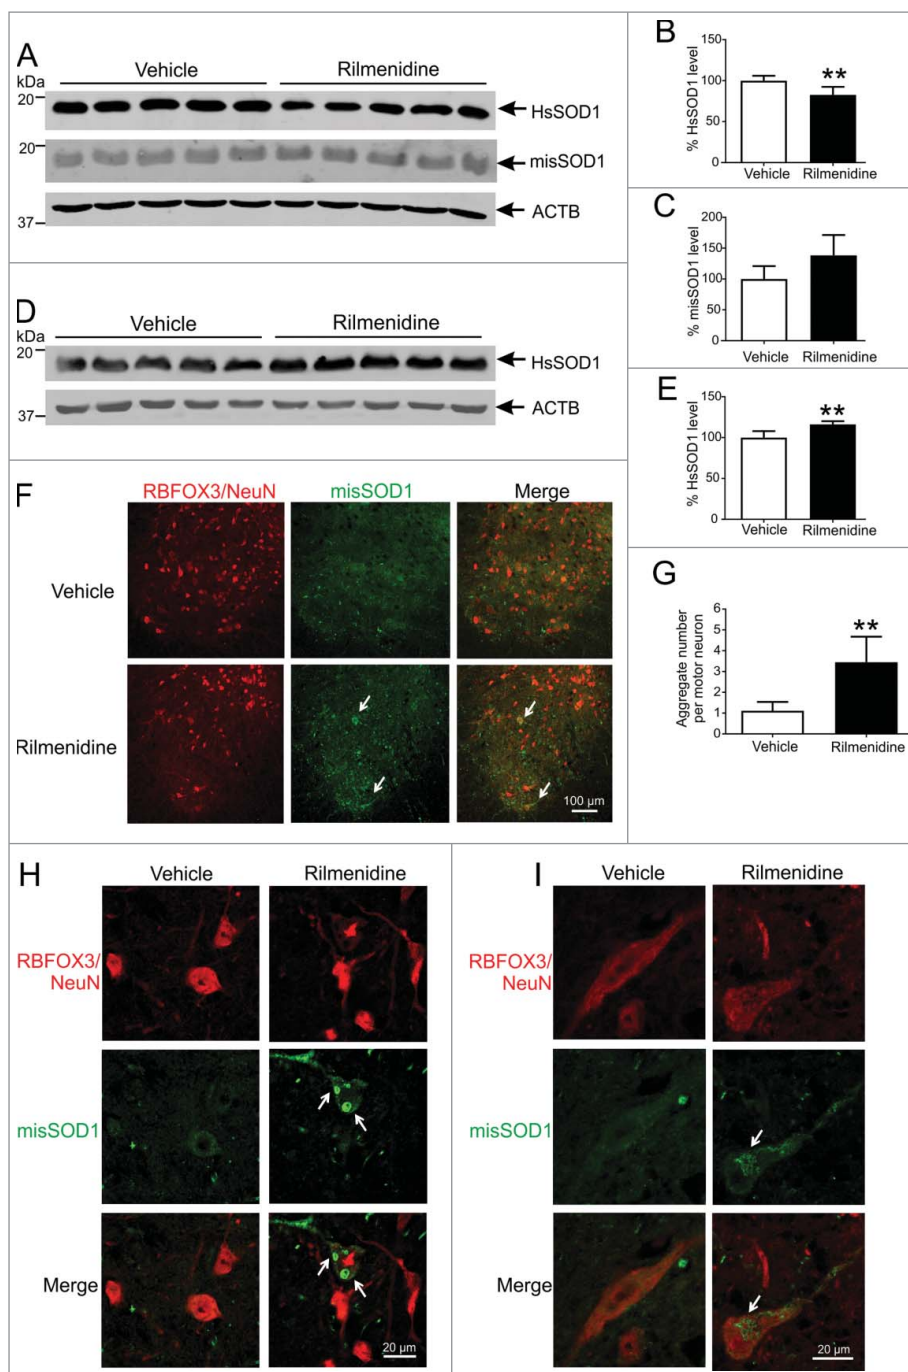 A
Vehicle
Rilmenidine
kDa
20
HsSOD1
20
misSOD1
37
ACTB
B
% HsSOD1 level
150
100
50
0
**
Vehicle
Rilmenidine
C
% misSOD1 level
200
150
100
50
0
Vehicle
Rilmenidine
D
Vehicle
Rilmenidine
kDa
20
HsSOD1
37
ACTB
E
% HsSOD1 level
150
100
50
0
**
Vehicle
Rilmenidine
F
RBFOX3/NeuN
misSOD1
Merge
Vehicle
Rilmenidine
100 µm
G
Aggregate number
per motor neuron
6
5
4
3
2
1
0
**
Vehicle
Rilmenidine
H
Vehicle
Rilmenidine
RBFOX3/
NeuN
misSOD1
Merge
20 µm
I
Vehicle
Rilmenidine
RBFOX3/
NeuN
misSOD1
Merge
20 µm